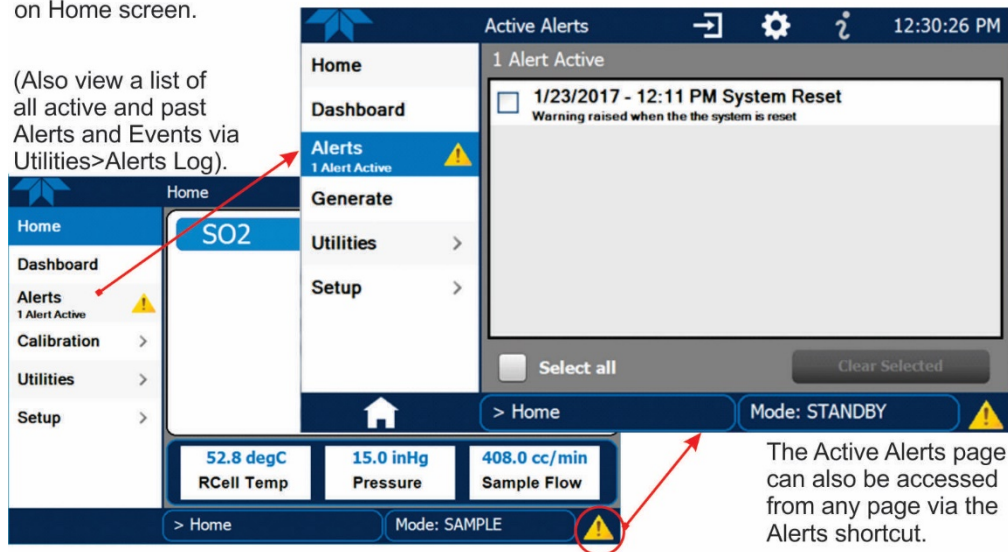 on Home screen.
(Also view a list of
all active and past
Alerts and Events via
Utilities>Alerts Log).
Active Alerts
12:30:26 PM
Home
Dashboard
Alerts
1 Alert Active
Generate
Utilities >
Setup >
1 Alert Active
1/23/2017 - 12:11 PM System Reset
Warning raised when the the system is reset
Select all
Clear Selected
> Home
Mode: STANDBY
Home
Home
Dashboard
Alerts
1 Alert Active
Calibration >
Utilities >
Setup >
SO2
52.8 degC
RCell Temp
15.0 inHg
Pressure
408.0 cc/min
Sample Flow
> Home
Mode: SAMPLE
The Active Alerts page
can also be accessed
from any page via the
Alerts shortcut.